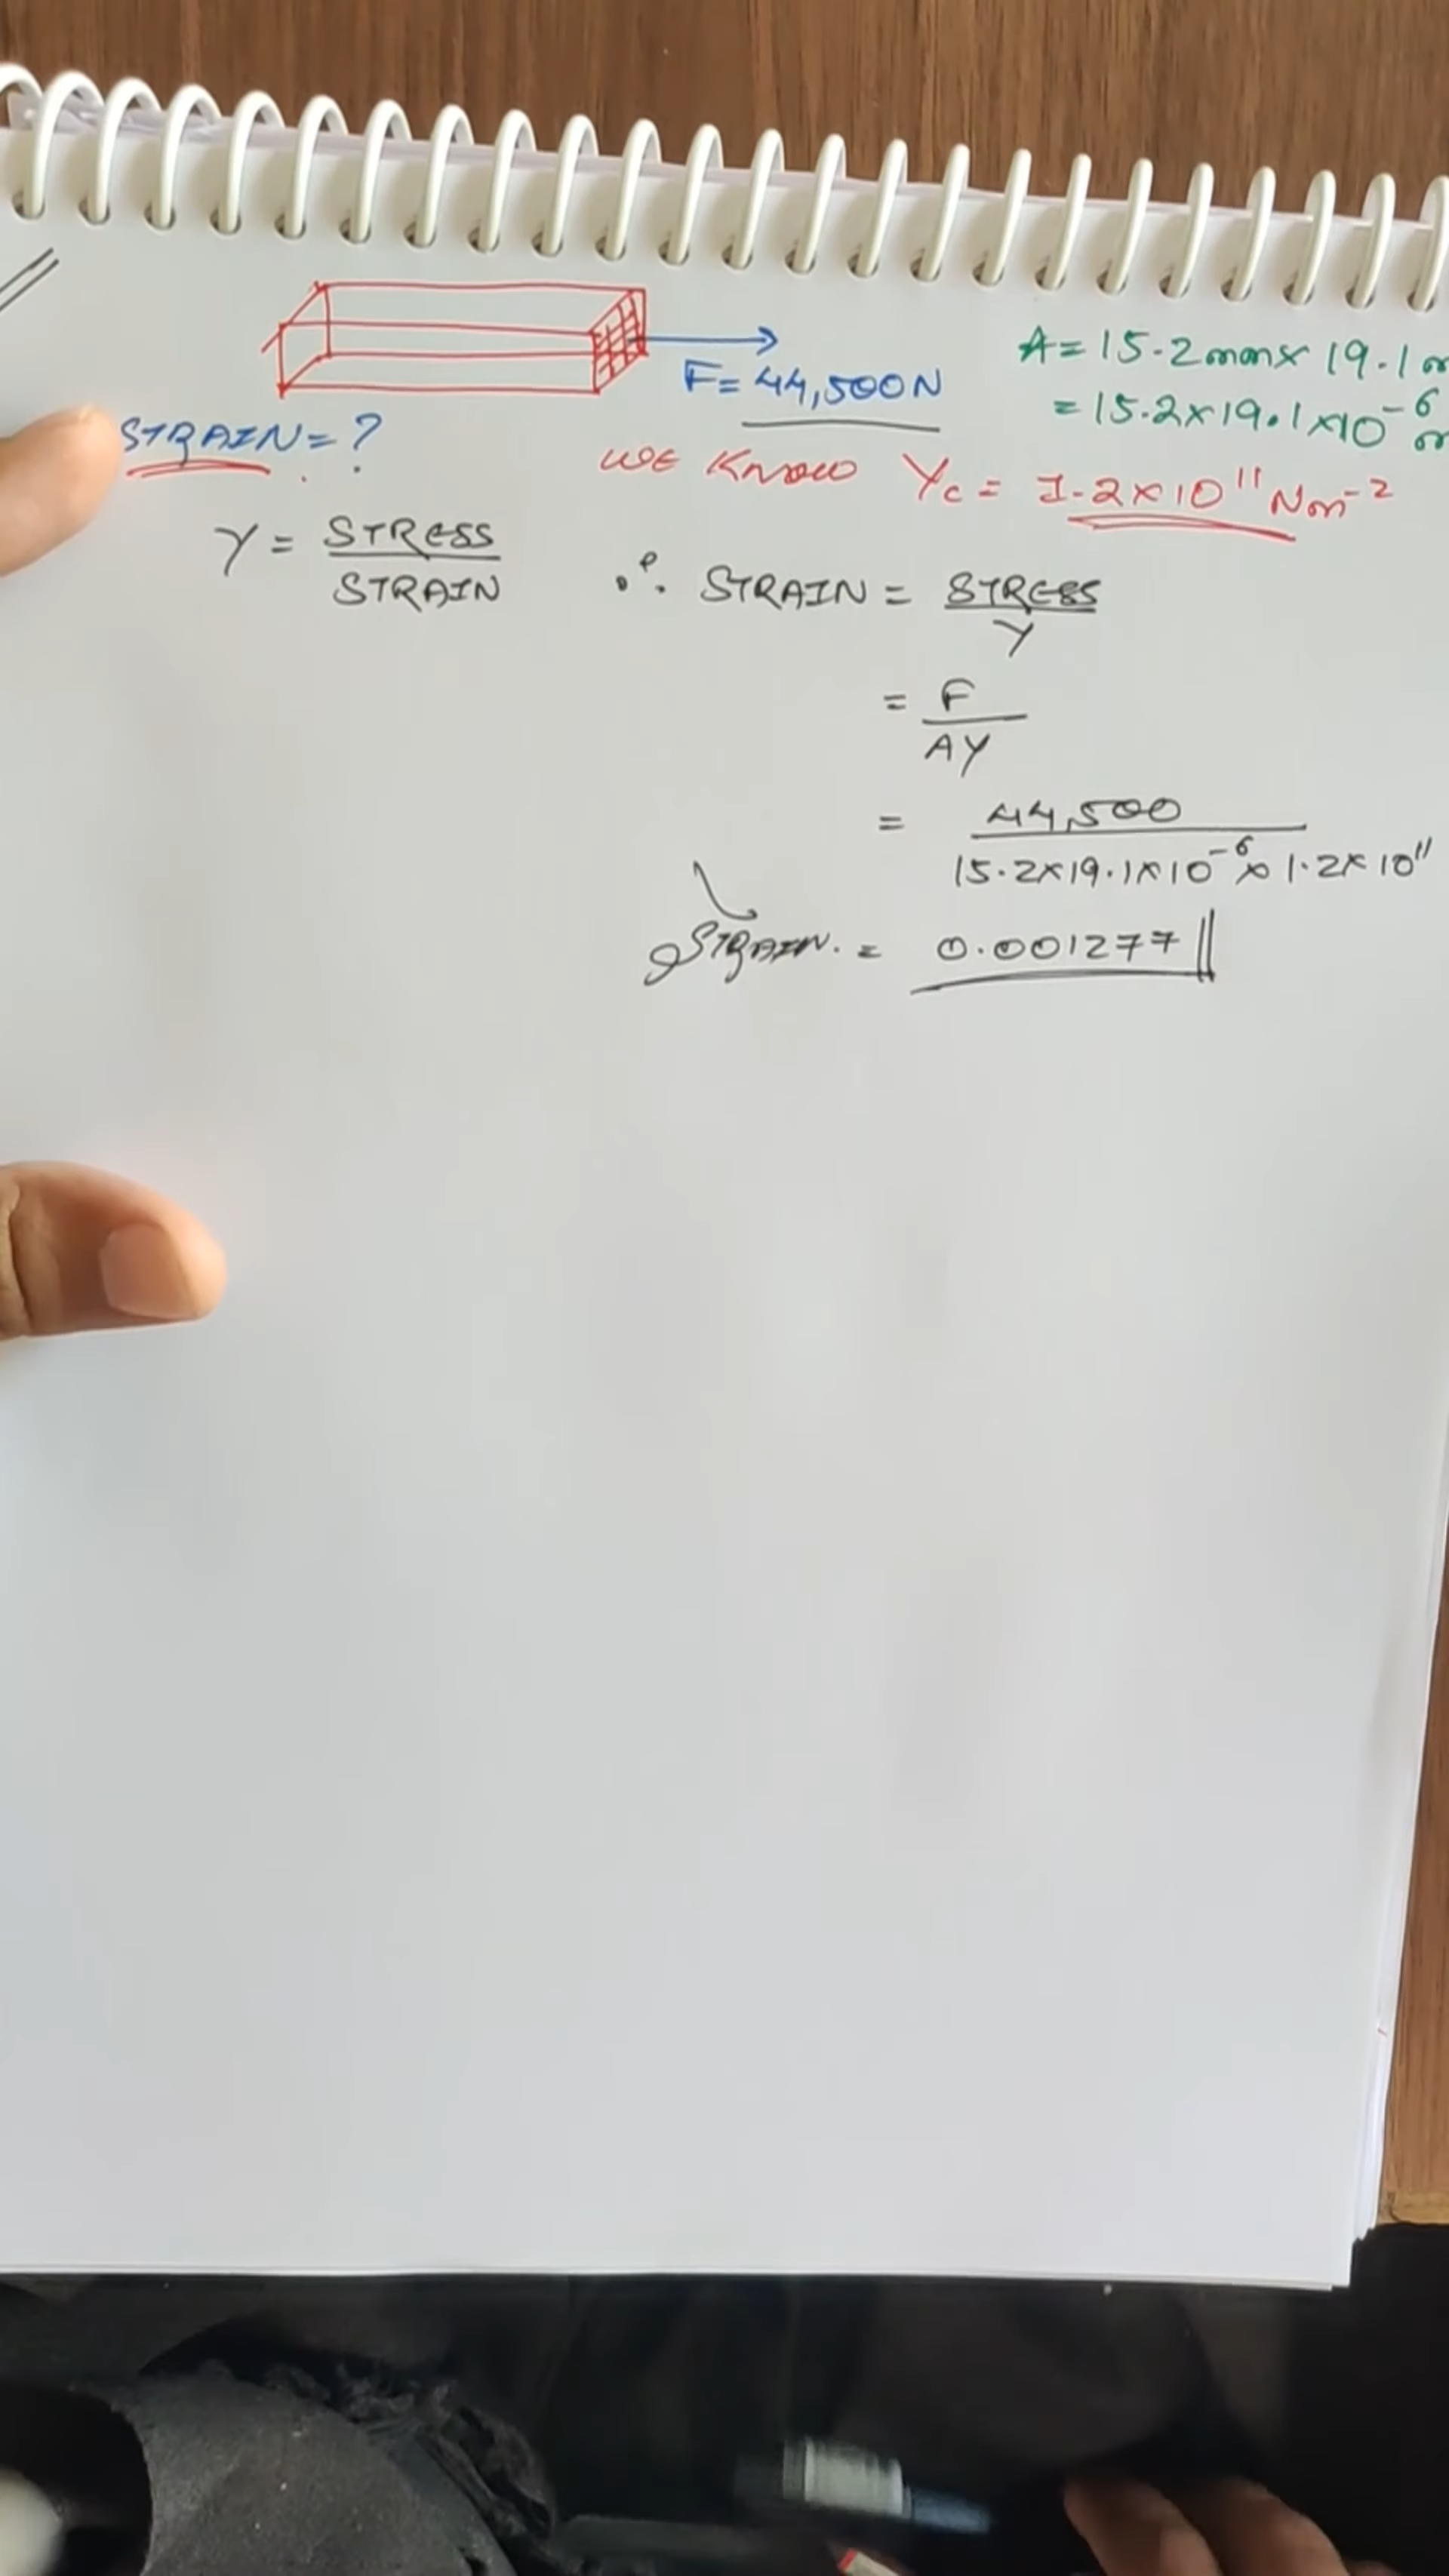 F = 44,500N
A = 15.2mm × 19.1
= 15.2×19.1×10⁻⁶
STRAIN = ?
WE KNOW Yc = 1.2×10¹¹ Nm⁻²
Y = STRESS / STRAIN
∴ STRAIN = STRESS / Y
= F / AY
= 44,500 / 15.2×19.1×10⁻⁶ × 1.2×10¹¹
STRAIN. = 0.001277